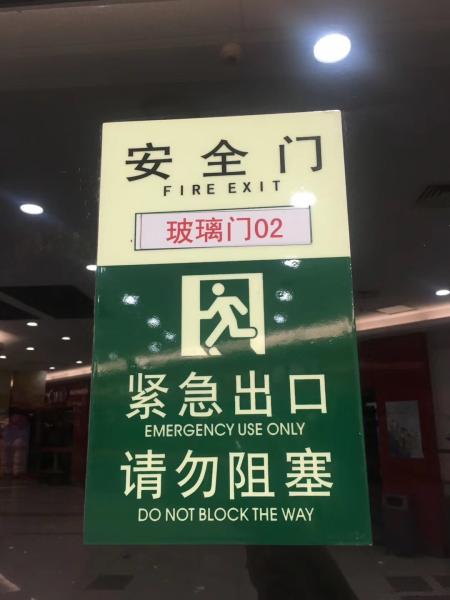 安全门
FIRE EXIT
玻璃门02
紧急出口
EMERGENCY USE ONLY
请勿阻塞
DO NOT BLOCK THE WAY